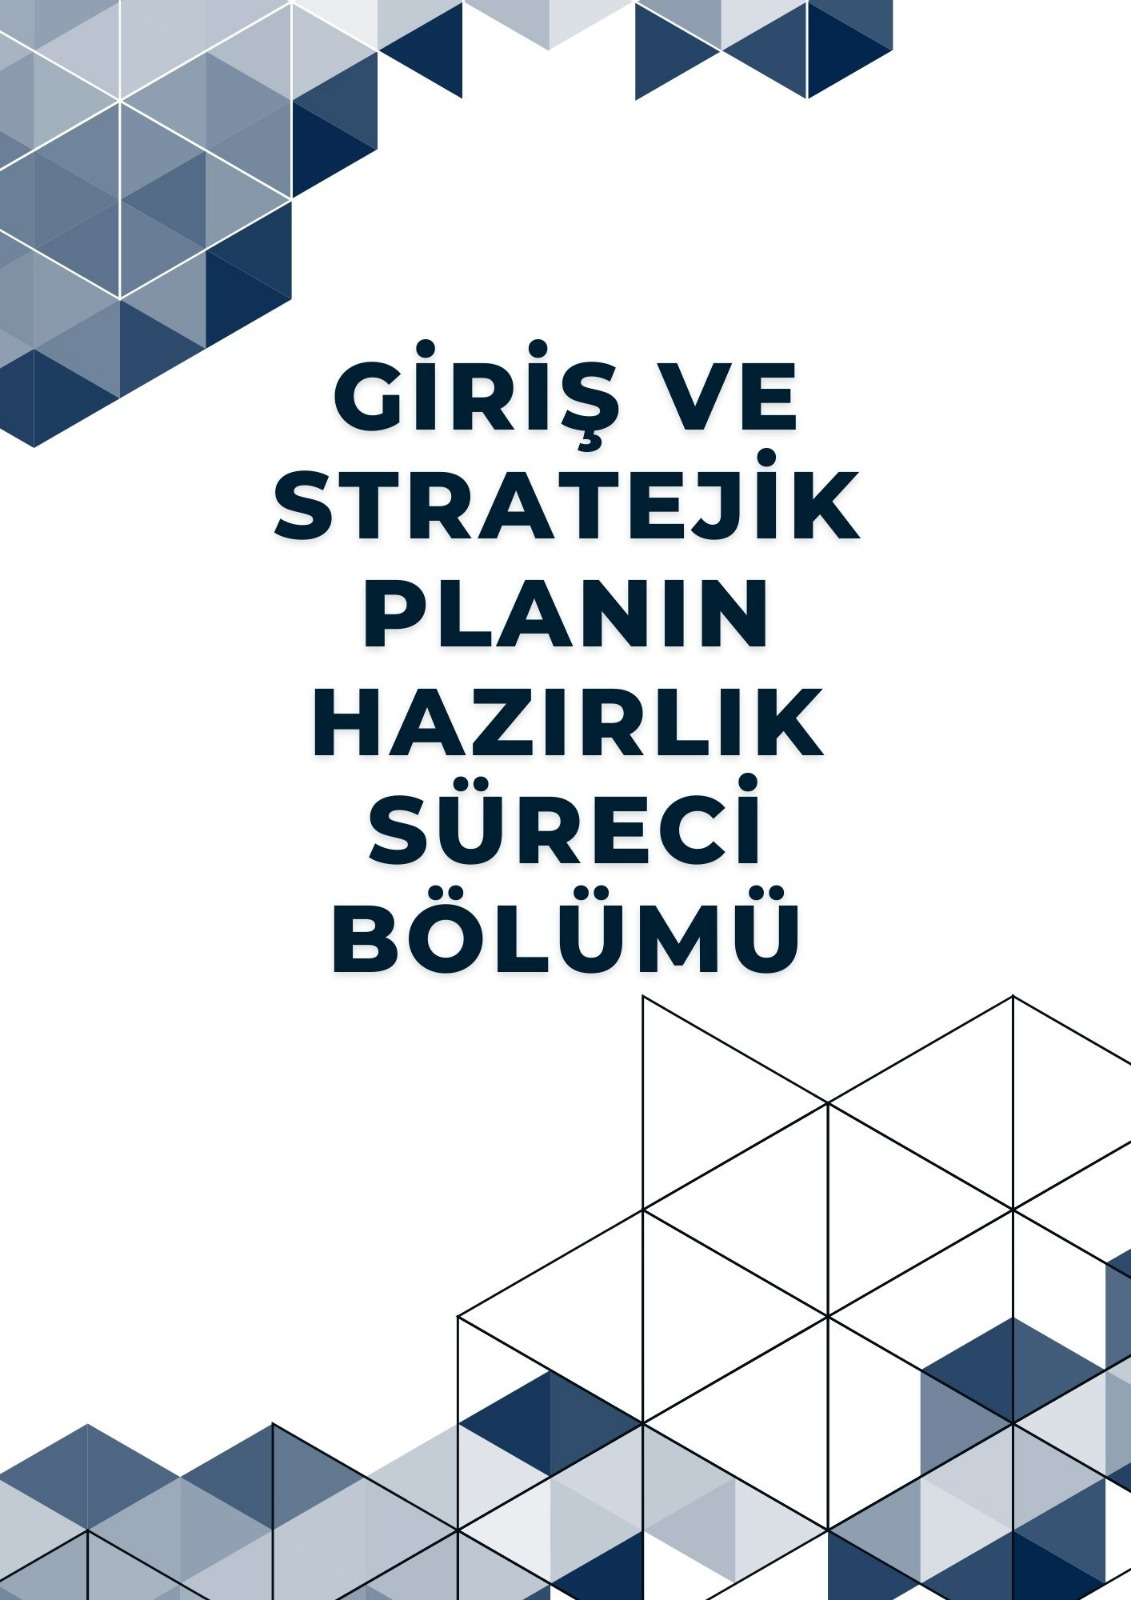 GİRİŞ VE
STRATEJİK
PLANIN
HAZIRLIK
SÜRECİ
BÖLÜMÜ